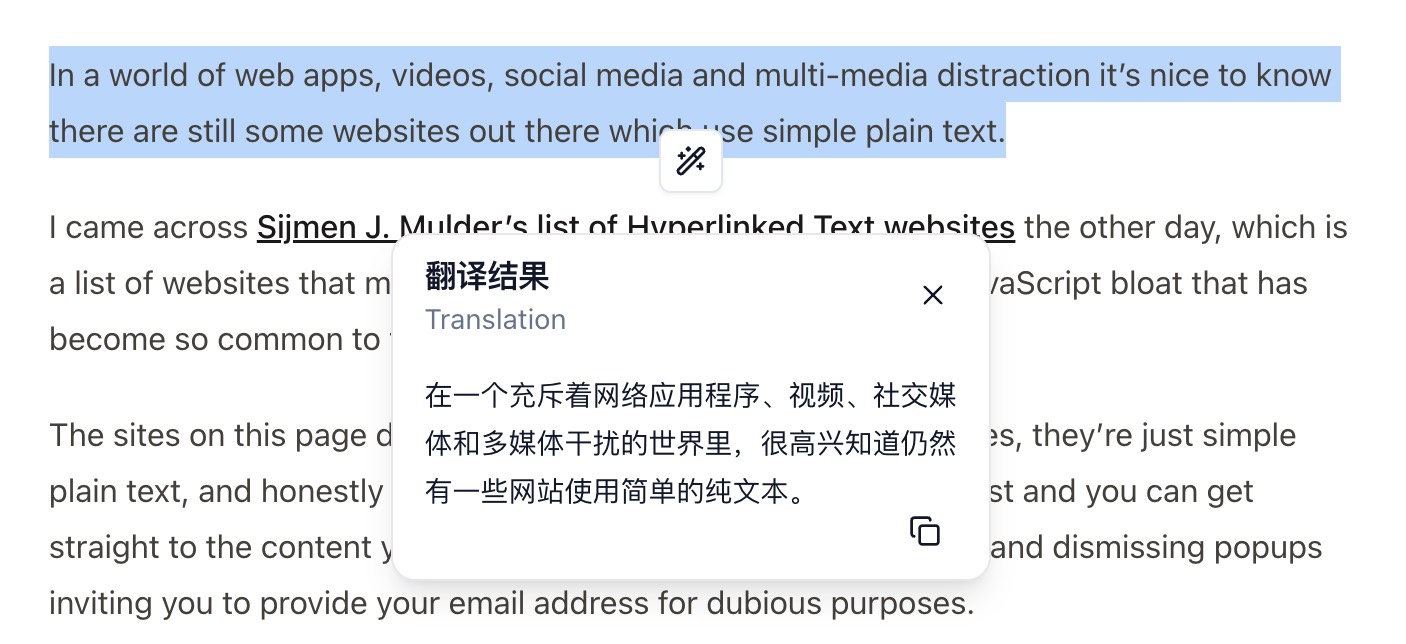 In a world of web apps, videos, social media and multi-media distraction it’s nice to know
there are still some websites out there which use simple plain text.
I came across Sijmen J. Mulder’s list of Hyperlinked Text websites the other day, which is
a list of websites that vaScript bloat that has
become so common to
翻译结果
Translation
在一个充斥着网络应用程序、视频、社交媒
体和多媒体干扰的世界里，很高兴知道仍然
有一些网站使用简单的纯文本。
The sites on this page they’re just simple
plain text, and honestly and you can get
straight to the content and dismissing popups
inviting you to provide your email address for dubious purposes.